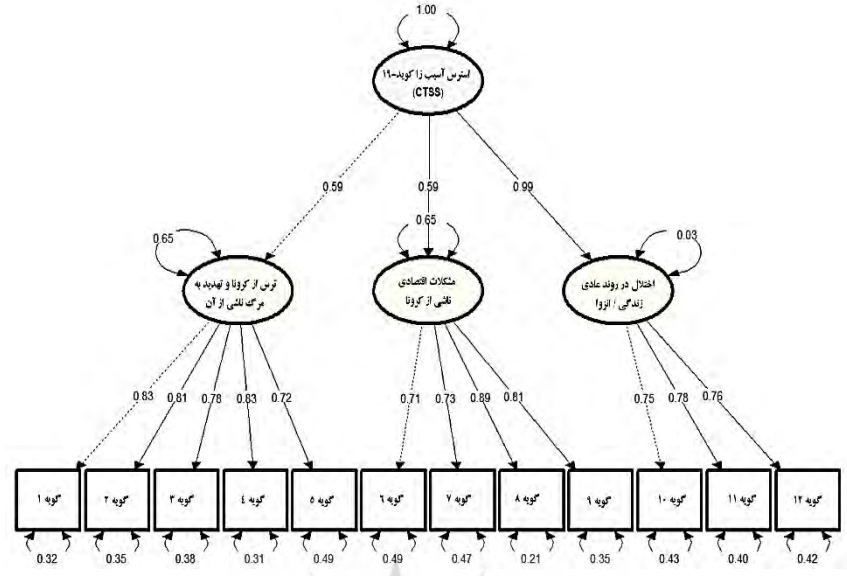 1.00
استرس آسیب زا کوید-۱۹
(CTSS)
0.59 0.59 0.99
0.65 0.65 0.03
ترس از کرونا و تهدید به
مرگ ناشی از آن
مشکلات اقتصادی
ناشی از کرونا
اختلال در روند عادی
زندگی / انزوا
0.83 0.81 0.78 0.83 0.72 0.71 0.73 0.89 0.81 0.75 0.78 0.76
گویه ۱ گویه ۲ گویه ۳ گویه ٤ گویه ۵ گویه ۶ گویه ۷ گویه ۸ گویه ۹ گویه ۱۰ گویه ۱۱ گویه ۱۲
0.32 0.35 0.38 0.31 0.49 0.49 0.47 0.21 0.35 0.43 0.40 0.42